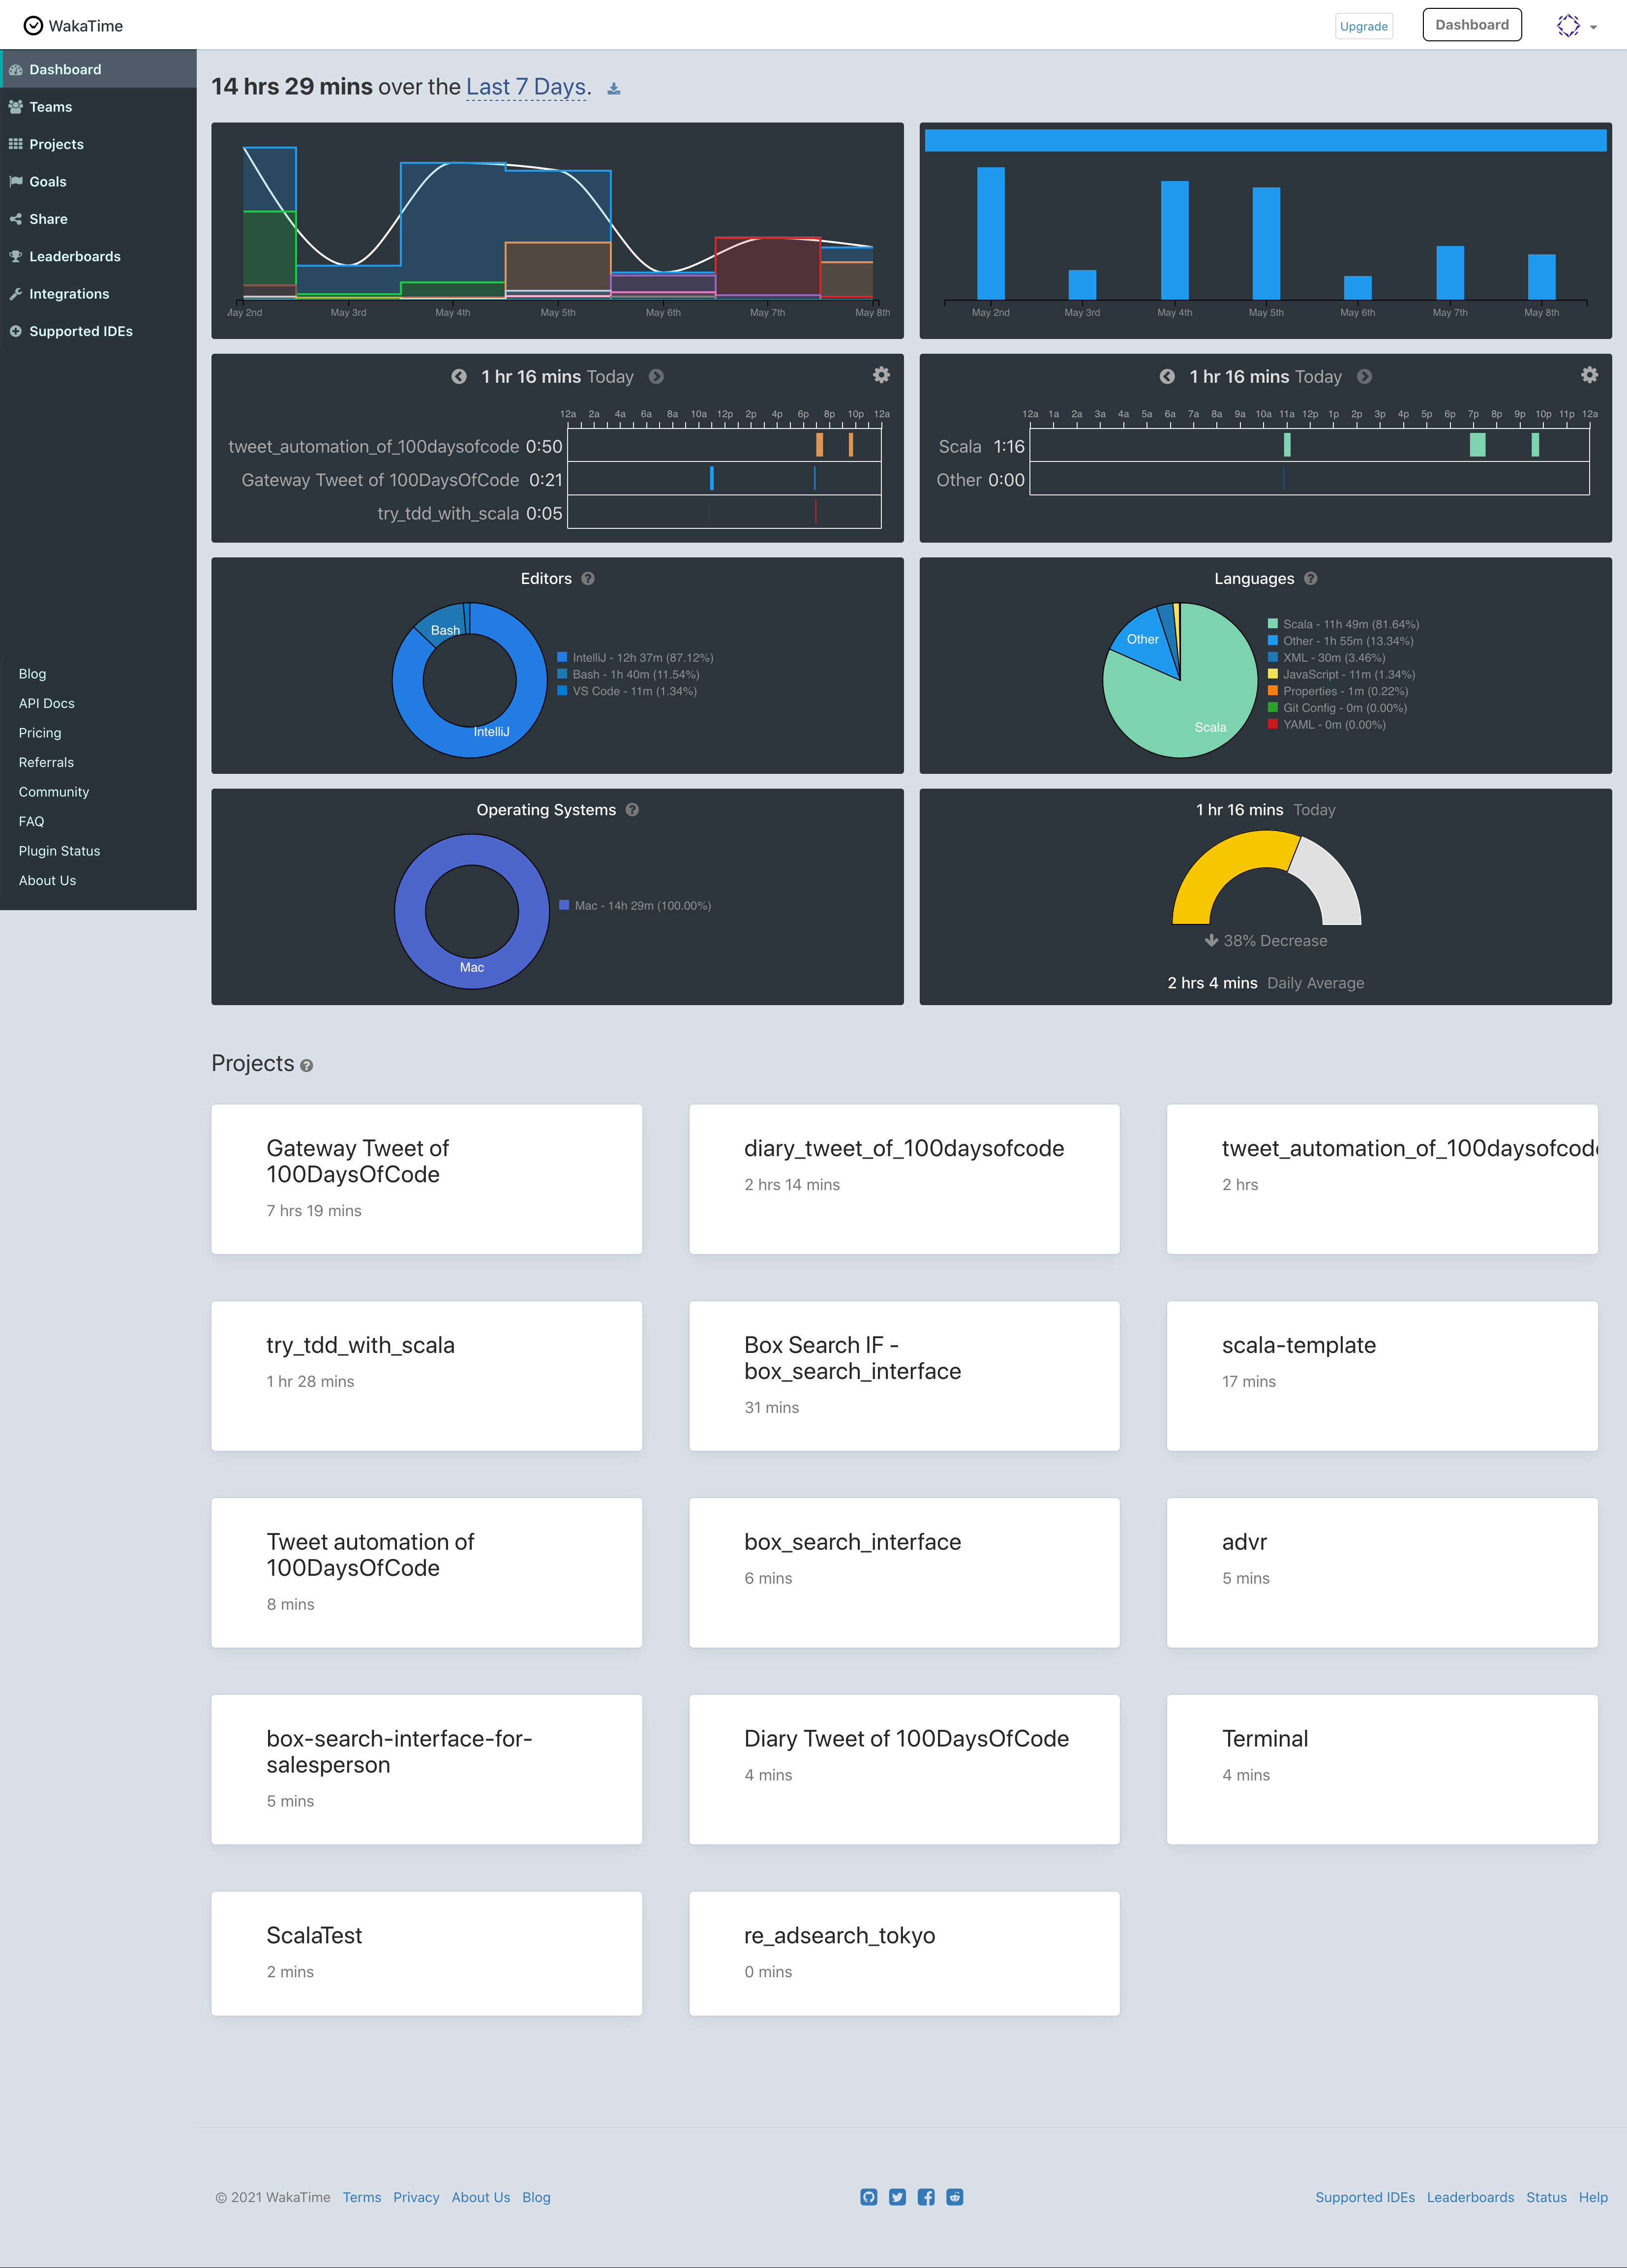 WakaTime
Upgrade
Dashboard
Dashboard
Teams
Projects
Goals
Share
Leaderboards
Integrations
Supported IDEs
Blog
API Docs
Pricing
Referrals
Community
FAQ
Plugin Status
About Us
14 hrs 29 mins over the Last 7 Days.
May 2nd May 3rd May 4th May 5th May 6th May 7th May 8th
May 2nd May 3rd May 4th May 5th May 6th May 7th May 8th
1 hr 16 mins Today
12a 2a 4a 6a 8a 10a 12p 2p 4p 6p 8p 10p 12a
tweet_automation_of_100daysofcode 0:50
Gateway Tweet of 100DaysOfCode 0:21
try_tdd_with_scala 0:05
1 hr 16 mins Today
12a 1a 2a 3a 4a 5a 6a 7a 8a 9a 10a 11a 12p 1p 2p 3p 4p 5p 6p 7p 8p 9p 10p 11p 12a
Scala 1:16
Other 0:00
Editors
Bash
IntelliJ
IntelliJ - 12h 37m (87.12%)
Bash - 1h 40m (11.54%)
VS Code - 11m (1.34%)
Languages
Other
Scala
Scala - 11h 49m (81.64%)
Other - 1h 55m (13.34%)
XML - 30m (3.46%)
JavaScript - 11m (1.34%)
Properties - 1m (0.22%)
Git Config - 0m (0.00%)
YAML - 0m (0.00%)
Operating Systems
Mac
Mac - 14h 29m (100.00%)
1 hr 16 mins Today
38% Decrease
2 hrs 4 mins Daily Average
Projects
Gateway Tweet of
100DaysOfCode
7 hrs 19 mins
diary_tweet_of_100daysofcode
2 hrs 14 mins
tweet_automation_of_100daysofcode
2 hrs
try_tdd_with_scala
1 hr 28 mins
Box Search IF -
box_search_interface
31 mins
scala-template
17 mins
Tweet automation of
100DaysOfCode
8 mins
box_search_interface
6 mins
advr
5 mins
box-search-interface-for-
salesperson
5 mins
Diary Tweet of 100DaysOfCode
4 mins
Terminal
4 mins
ScalaTest
2 mins
re_adsearch_tokyo
0 mins
© 2021 WakaTime Terms Privacy About Us Blog
Supported IDEs Leaderboards Status Help